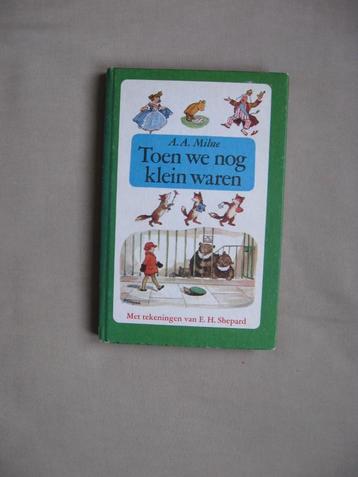 A.A. Milne
Toen we nog
klein waren
Met tekeningen van E. H. Shepard